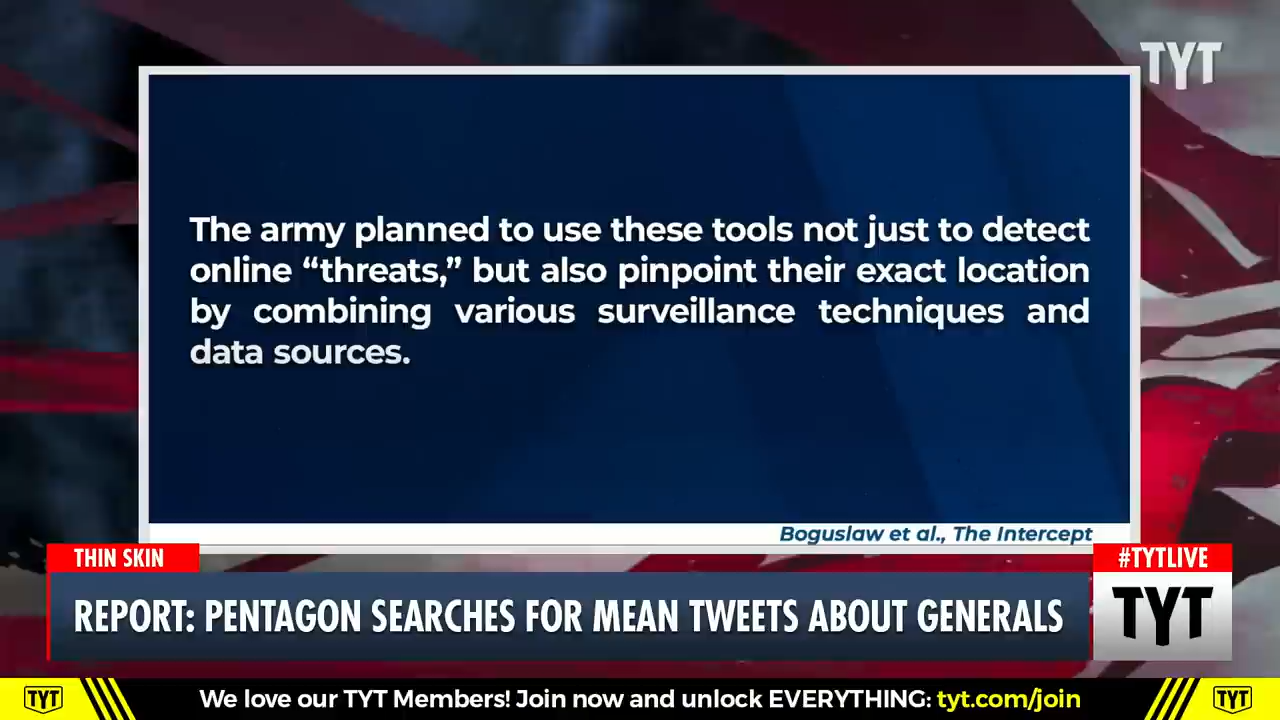 TYT
The army planned to use these tools not just to detect
online “threats,” but also pinpoint their exact location
by combining various surveillance techniques and
data sources.
Boguslaw et al., The Intercept
THIN SKIN
#TYTLIVE
REPORT: PENTAGON SEARCHES FOR MEAN TWEETS ABOUT GENERALS
TYT
TYT
We love our TYT Members! Join now and unlock EVERYTHING: tyt.com/join
TYT